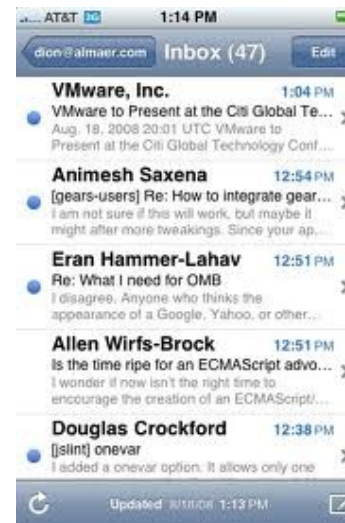 AT&T 3G 1:14 PM
dion@almaer.com Inbox (47) Edit
VMware, Inc. 1:04 PM
VMware to Present at the Citi Global Te...
Aug. 18, 2008 20:01 UTC VMware to
Present at the Citi Global Technology Conf....
Animesh Saxena 12:54 PM
[gears-users] Re: How to integrate gear...
I am not sure if this will work, but maybe it
might after more tweakings. Since your ap...
Eran Hammer-Lahav 12:51 PM
Re: What I need for OMB
I disagree. Anyone who thinks the
appearance of a Google, Yahoo, or other...
Allen Wirfs-Brock 12:51 PM
Is the time ripe for an ECMAScript advo...
I wonder if now isn't the right time to
encourage the creation of an ECMAScript/...
Douglas Crockford 12:38 PM
[jslint] onevar
I added a onevar option. It allows only one
Updated 8/18/08 1:13 PM